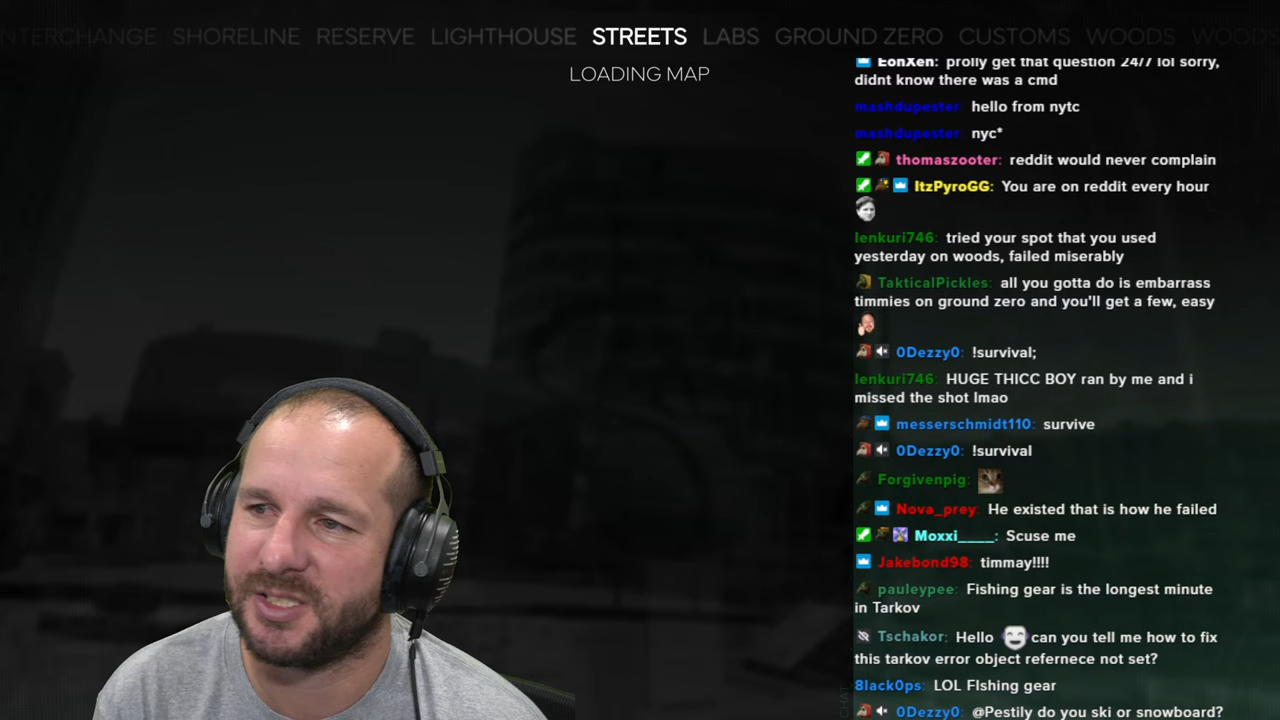 NTERCHANGE SHORELINE RESERVE LIGHTHOUSE STREETS LABS GROUND ZERO CUSTOMS WOODS WOODS
LOADING MAP
EonXen: prolly get that question 24/7 lol sorry,
didnt know there was a cmd
mashdupester: hello from nytc
mashdupester: nyc*
thomaszooter: reddit would never complain
ItzPyroGG: You are on reddit every hour
lenkuri746: tried your spot that you used
yesterday on woods, failed miserably
TakticalPickles: all you gotta do is embarrass
timmies on ground zero and you'll get a few, easy
0Dezzy0: !survival;
lenkuri746: HUGE THICC BOY ran by me and i
missed the shot lmao
messerschmidt110: survive
0Dezzy0: !survival
Forgivenpig:
Nova_prey: He existed that is how he failed
Moxxi____: Scuse me
Jakebond98: timmay!!!!
pauleypee: Fishing gear is the longest minute
in Tarkov
Tschakor: Hello can you tell me how to fix
this tarkov error object refernece not set?
8lack0ps: LOL FIshing gear
0Dezzy0: @Pestily do you ski or snowboard?
CHAT